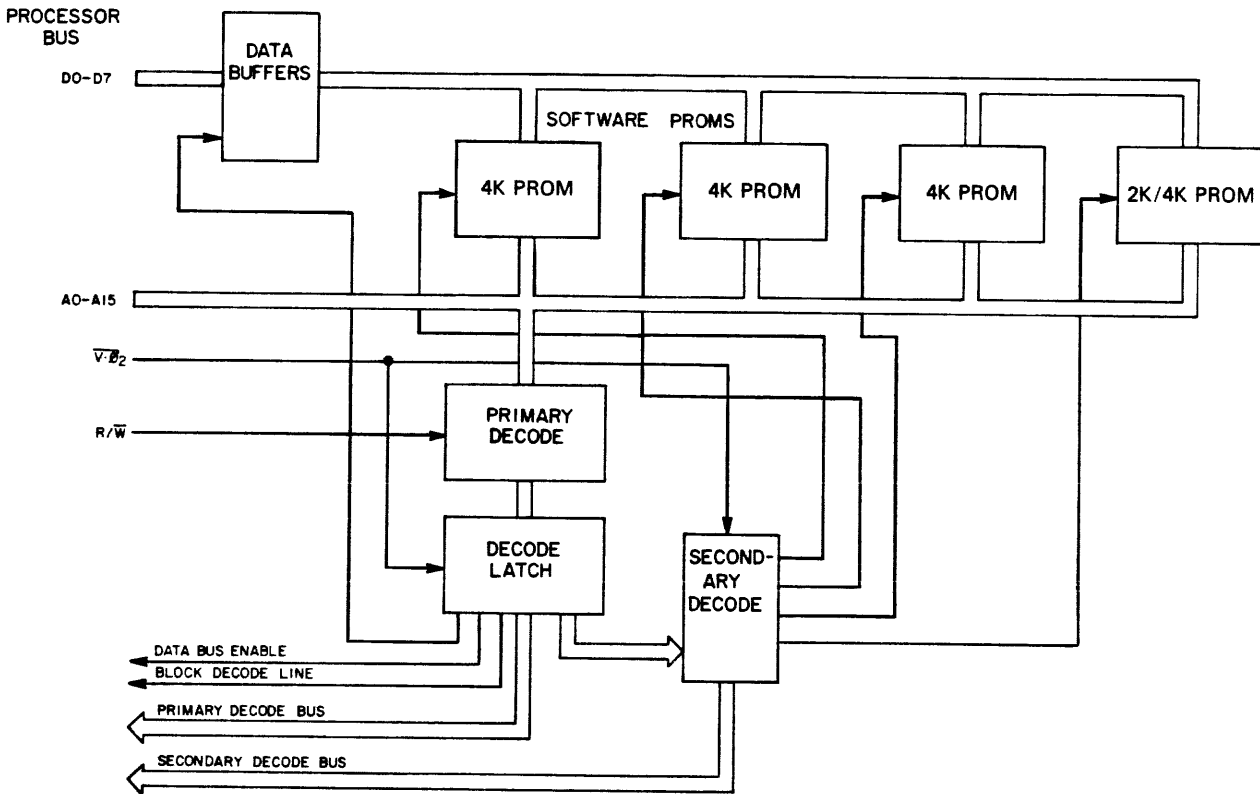 PROCESSOR
BUS
DATA
BUFFERS
D0-D7
SOFTWARE PROMS
4K PROM
4K PROM
4K PROM
2K/4K PROM
A0-A15
V·Ø2
R/W
PRIMARY
DECODE
DECODE
LATCH
SECOND-
ARY
DECODE
DATA BUS ENABLE
BLOCK DECODE LINE
PRIMARY DECODE BUS
SECONDARY DECODE BUS